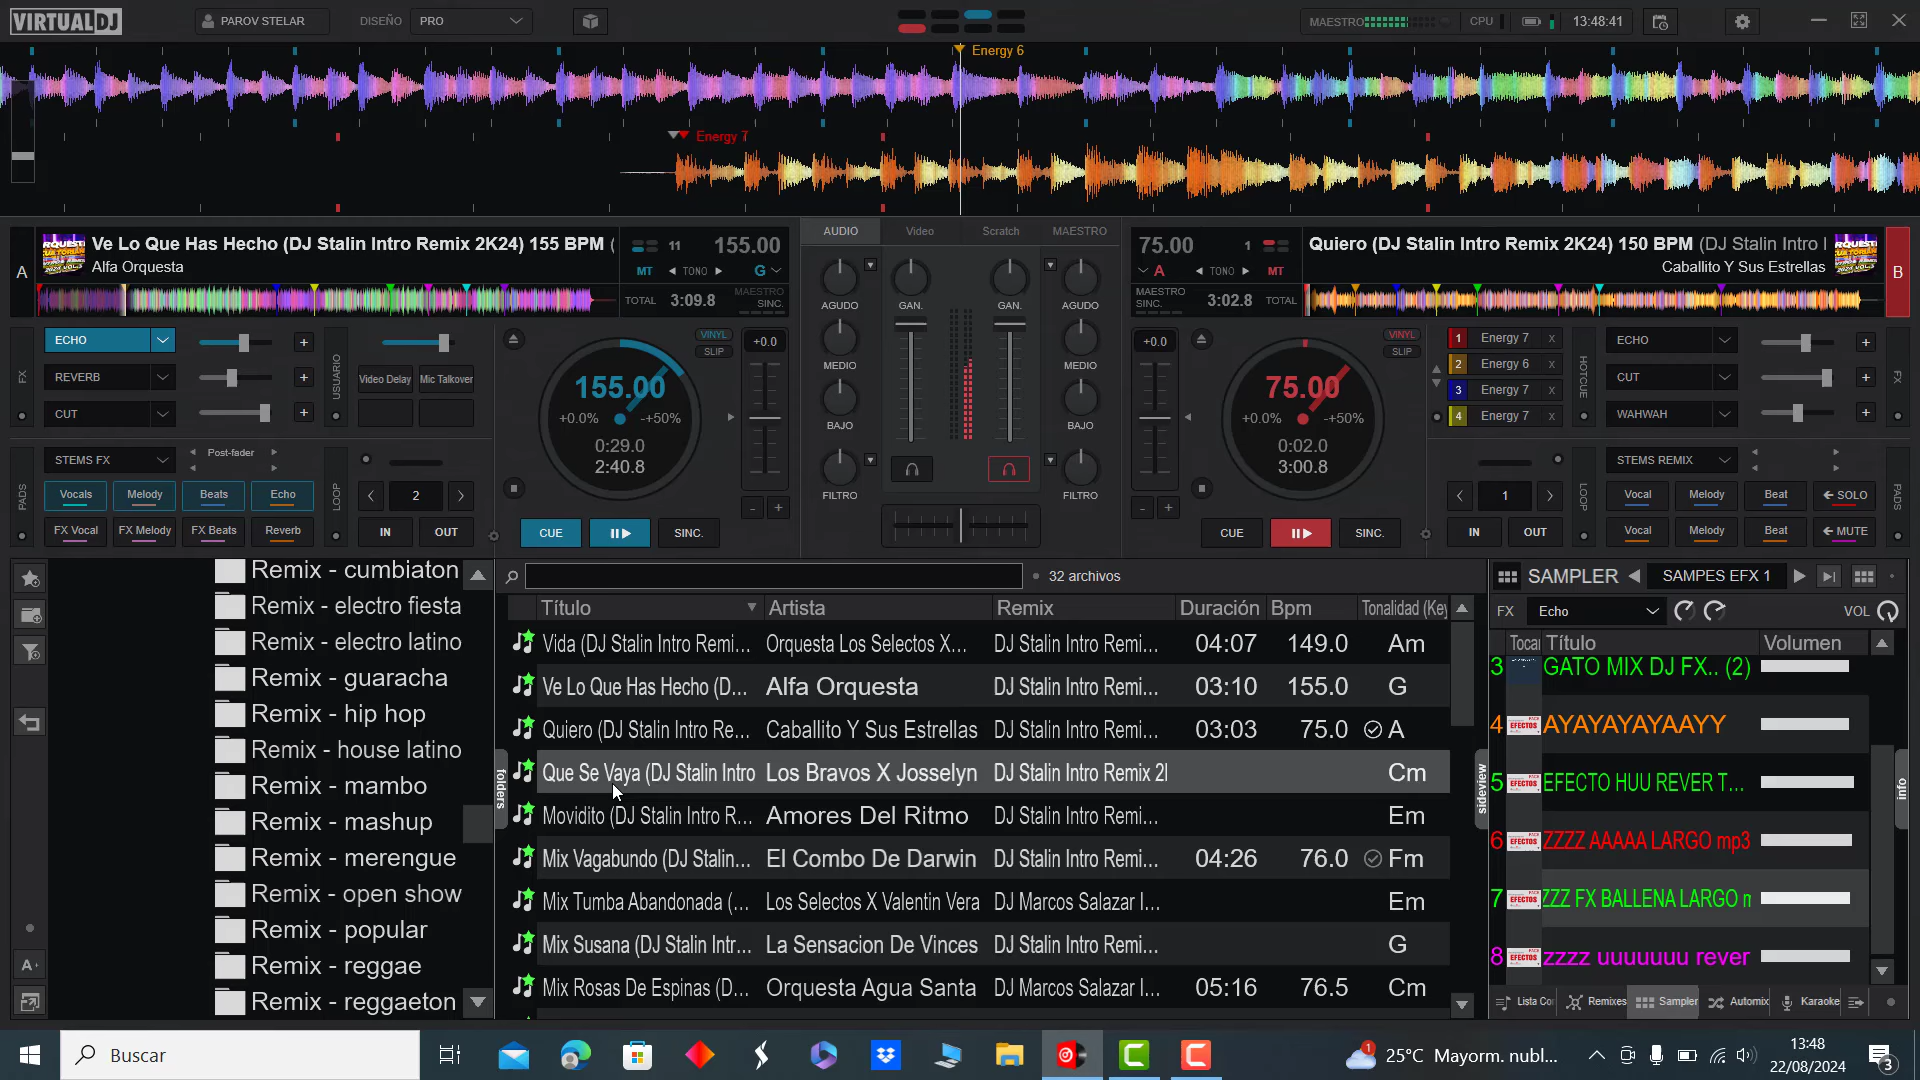 VIRTUALDJ
PAROV STELAR
DISEÑO
PRO
MAESTRO
CPU
13:48:41
Energy 6
Energy 7
A
Ve Lo Que Has Hecho (DJ Stalin Intro Remix 2K24) 155 BPM (
Alfa Orquesta
11
155.00
MT
TONO
G
TOTAL
3:09.8
MAESTRO
SINC.
AUDIO
Video
Scratch
MAESTRO
75.00
1
A
TONO
MT
MAESTRO
SINC.
3:02.8
TOTAL
Quiero (DJ Stalin Intro Remix 2K24) 150 BPM (DJ Stalin Intro
Caballito Y Sus Estrellas
B
FX
ECHO
REVERB
CUT
USUARIO
Video Delay
Mic Talkover
VINYL
SLIP
155.00
+0.0%
-+50%
0:29.0
2:40.8
+0.0
AGUDO
MEDIO
BAJO
FILTRO
GAN.
GAN.
AGUDO
MEDIO
BAJO
FILTRO
+0.0
VINYL
SLIP
75.00
+0.0%
-+50%
0:02.0
3:00.8
1 Energy 7 x
2 Energy 6 x
3 Energy 7 x
4 Energy 7 x
HOTCUE
ECHO
CUT
WAHWAH
FX
PADS
STEMS FX
Post-fader
Vocals
Melody
Beats
Echo
FX Vocal
FX Melody
FX Beats
Reverb
LOOP
2
IN
OUT
CUE
SINC.
CUE
SINC.
1
IN
OUT
LOOP
STEMS REMIX
Vocal
Melody
Beat
SOLO
Vocal
Melody
Beat
MUTE
PADS
Remix - cumbiaton
Remix - electro fiesta
Remix - electro latino
Remix - guaracha
Remix - hip hop
Remix - house latino
Remix - mambo
Remix - mashup
Remix - merengue
Remix - open show
Remix - popular
Remix - reggae
Remix - reggaeton
folders
32 archivos
Título Artista Remix Duración Bpm Tonalidad (Key
Vida (DJ Stalin Intro Remi... Orquesta Los Selectos X... DJ Stalin Intro Remi... 04:07 149.0 Am
Ve Lo Que Has Hecho (D... Alfa Orquesta DJ Stalin Intro Remi... 03:10 155.0 G
Quiero (DJ Stalin Intro Re... Caballito Y Sus Estrellas DJ Stalin Intro Remi... 03:03 75.0 A
Que Se Vaya (DJ Stalin Intro Los Bravos X Josselyn DJ Stalin Intro Remix 2 Cm
Movidito (DJ Stalin Intro R... Amores Del Ritmo DJ Stalin Intro Remi... Em
Mix Vagabundo (DJ Stalin... El Combo De Darwin DJ Stalin Intro Remi... 04:26 76.0 Fm
Mix Tumba Abandonada (... Los Selectos X Valentin Vera DJ Marcos Salazar I... Em
Mix Susana (DJ Stalin Intr... La Sensacion De Vinces DJ Stalin Intro Remi... G
Mix Rosas De Espinas (D... Orquesta Agua Santa DJ Marcos Salazar I... 05:16 76.5 Cm
sideview
SAMPLER
SAMPES EFX 1
FX
Echo
VOL
Tocar Título Volumen
3 GATO MIX DJ FX.. (2)
4 AYAYAYAYAAYY
5 EFECTO HUU REVER T...
6 ZZZZ AAAAA LARGO mp3
7 ZZZ FX BALLENA LARGO
8 zzzz uuuuuuu rever
info
Lista Co
Remixes
Sampler
Automix
Karaoke
Buscar
1
25°C Mayorm. nubl...
13:48
22/08/2024
3